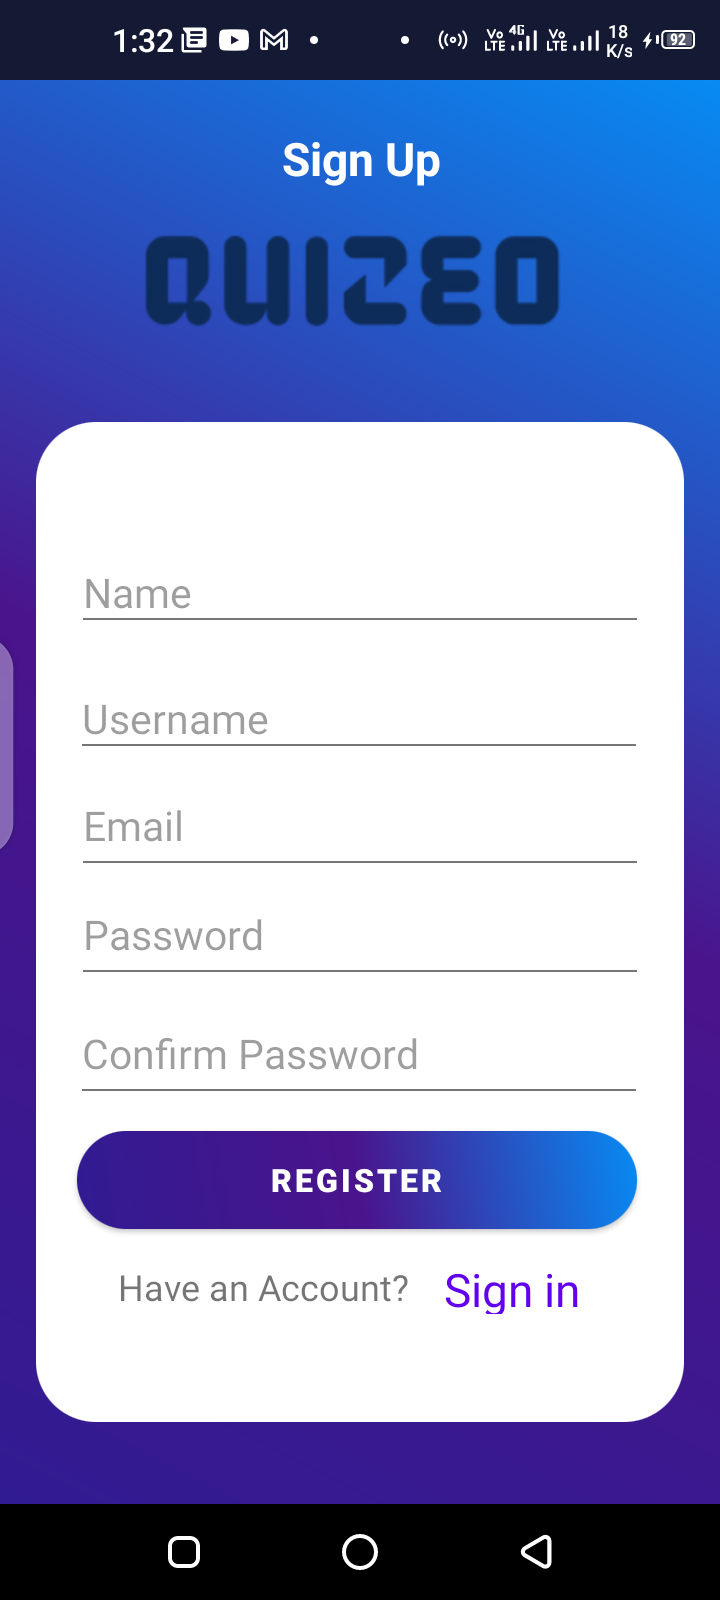 1:32 Vo LTE 4G Vo LTE 18 K/s 92
Sign Up
QUIZEO
Name
Username
Email
Password
Confirm Password
REGISTER
Have an Account? Sign in